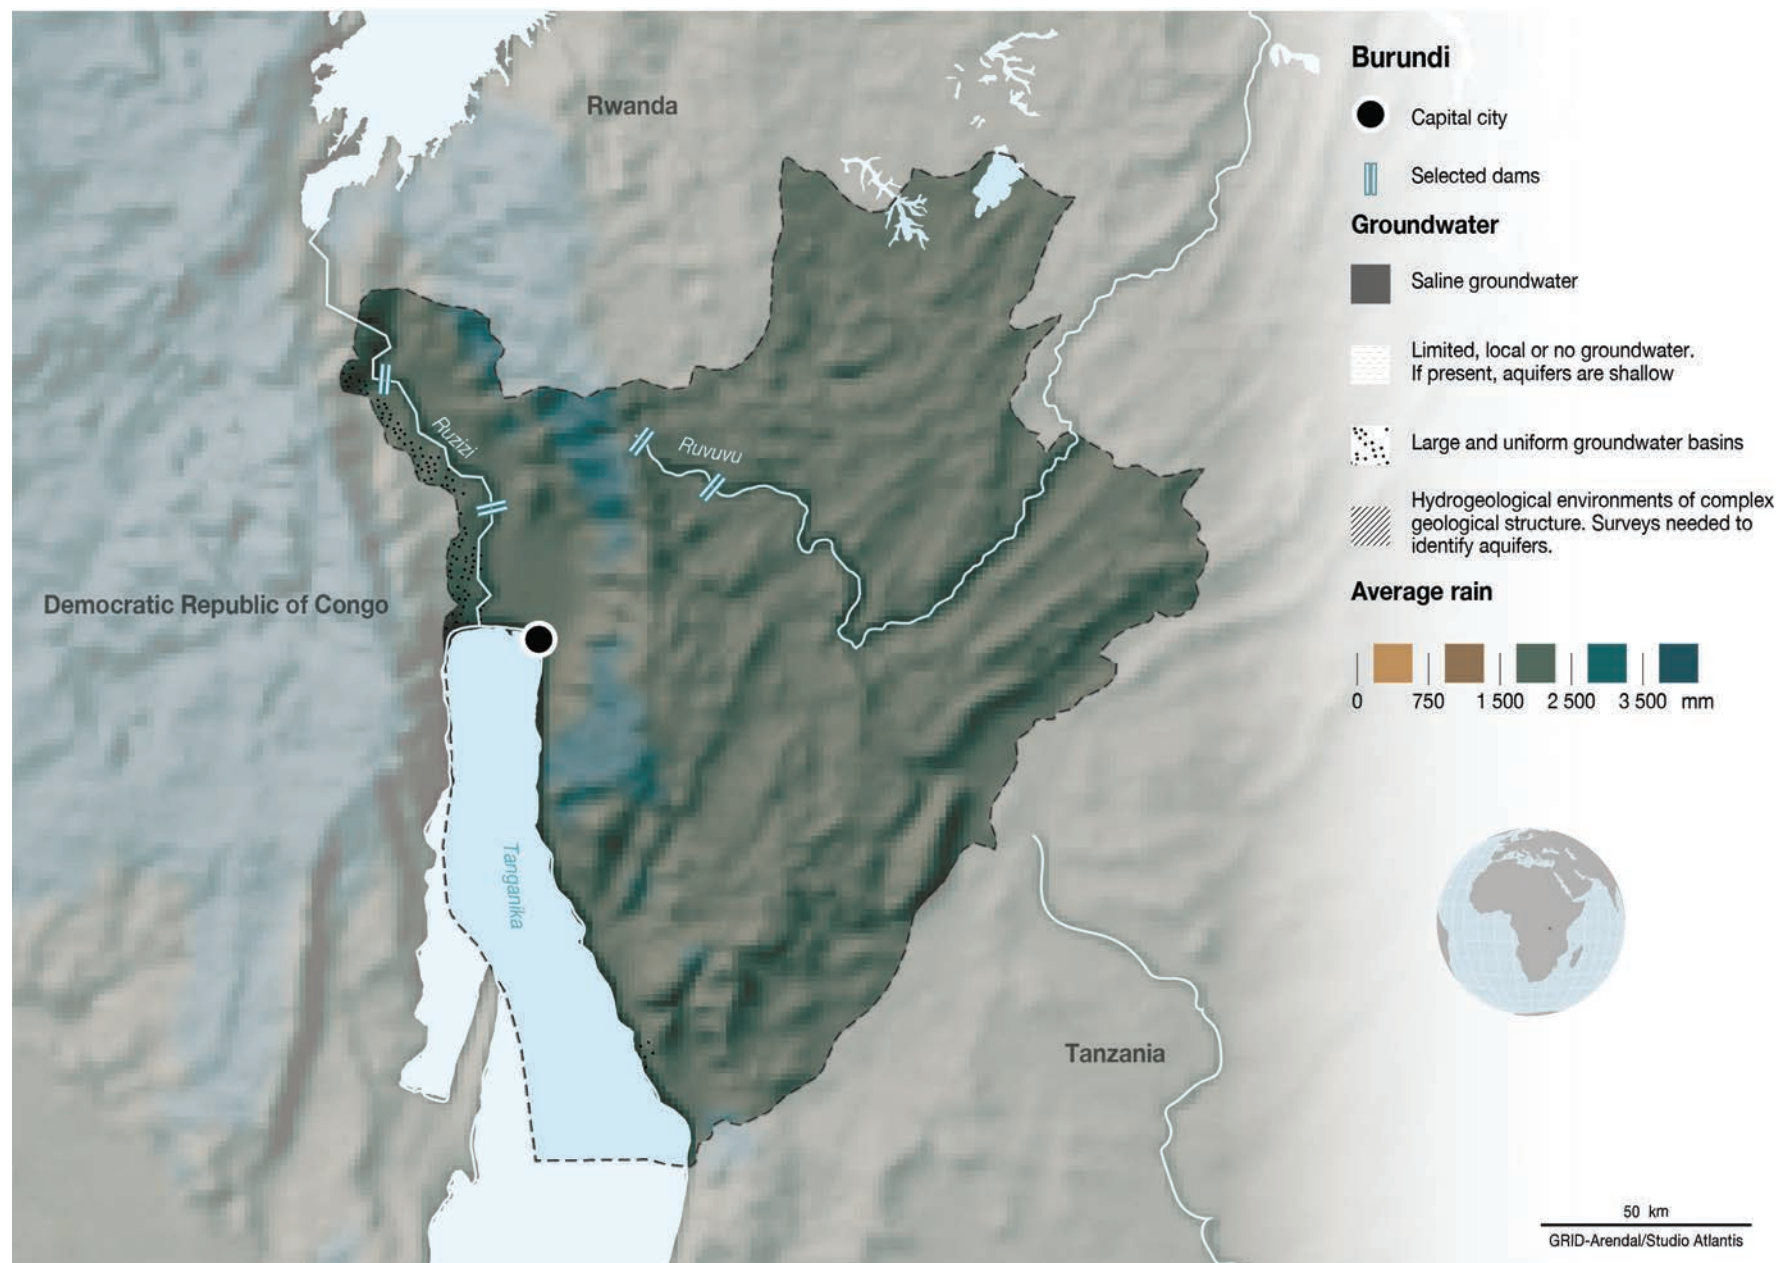 Rwanda
Ruzizi
Ruvuvu
Democratic Republic of Congo
Tanganika
Tanzania
Burundi
Capital city
Selected dams
Groundwater
Saline groundwater
Limited, local or no groundwater.
If present, aquifers are shallow
Large and uniform groundwater basins
Hydrogeological environments of complex
geological structure. Surveys needed to
identify aquifers.
Average rain
0 750 1 500 2 500 3 500 mm
50 km
GRID-Arendal/Studio Atlantis